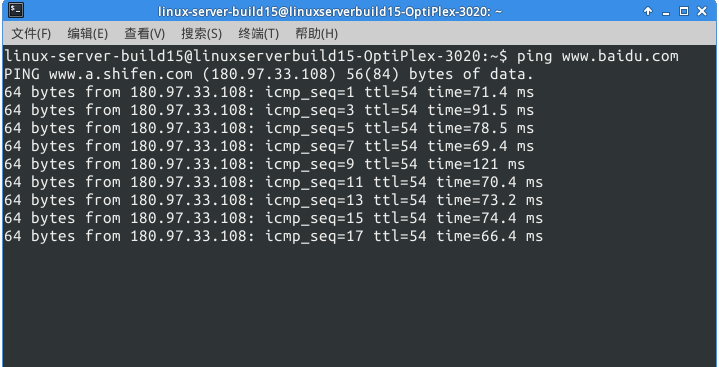 linux-server-build15@linuxserverbuild15-OptiPlex-3020: ~
文件(F) 编辑(E) 查看(V) 搜索(S) 终端(T) 帮助(H)
linux-server-build15@linuxserverbuild15-OptiPlex-3020:~$ ping www.baidu.com
PING www.a.shifen.com (180.97.33.108) 56(84) bytes of data.
64 bytes from 180.97.33.108: icmp_seq=1 ttl=54 time=71.4 ms
64 bytes from 180.97.33.108: icmp_seq=3 ttl=54 time=91.5 ms
64 bytes from 180.97.33.108: icmp_seq=5 ttl=54 time=78.5 ms
64 bytes from 180.97.33.108: icmp_seq=7 ttl=54 time=69.4 ms
64 bytes from 180.97.33.108: icmp_seq=9 ttl=54 time=121 ms
64 bytes from 180.97.33.108: icmp_seq=11 ttl=54 time=70.4 ms
64 bytes from 180.97.33.108: icmp_seq=13 ttl=54 time=73.2 ms
64 bytes from 180.97.33.108: icmp_seq=15 ttl=54 time=74.4 ms
64 bytes from 180.97.33.108: icmp_seq=17 ttl=54 time=66.4 ms